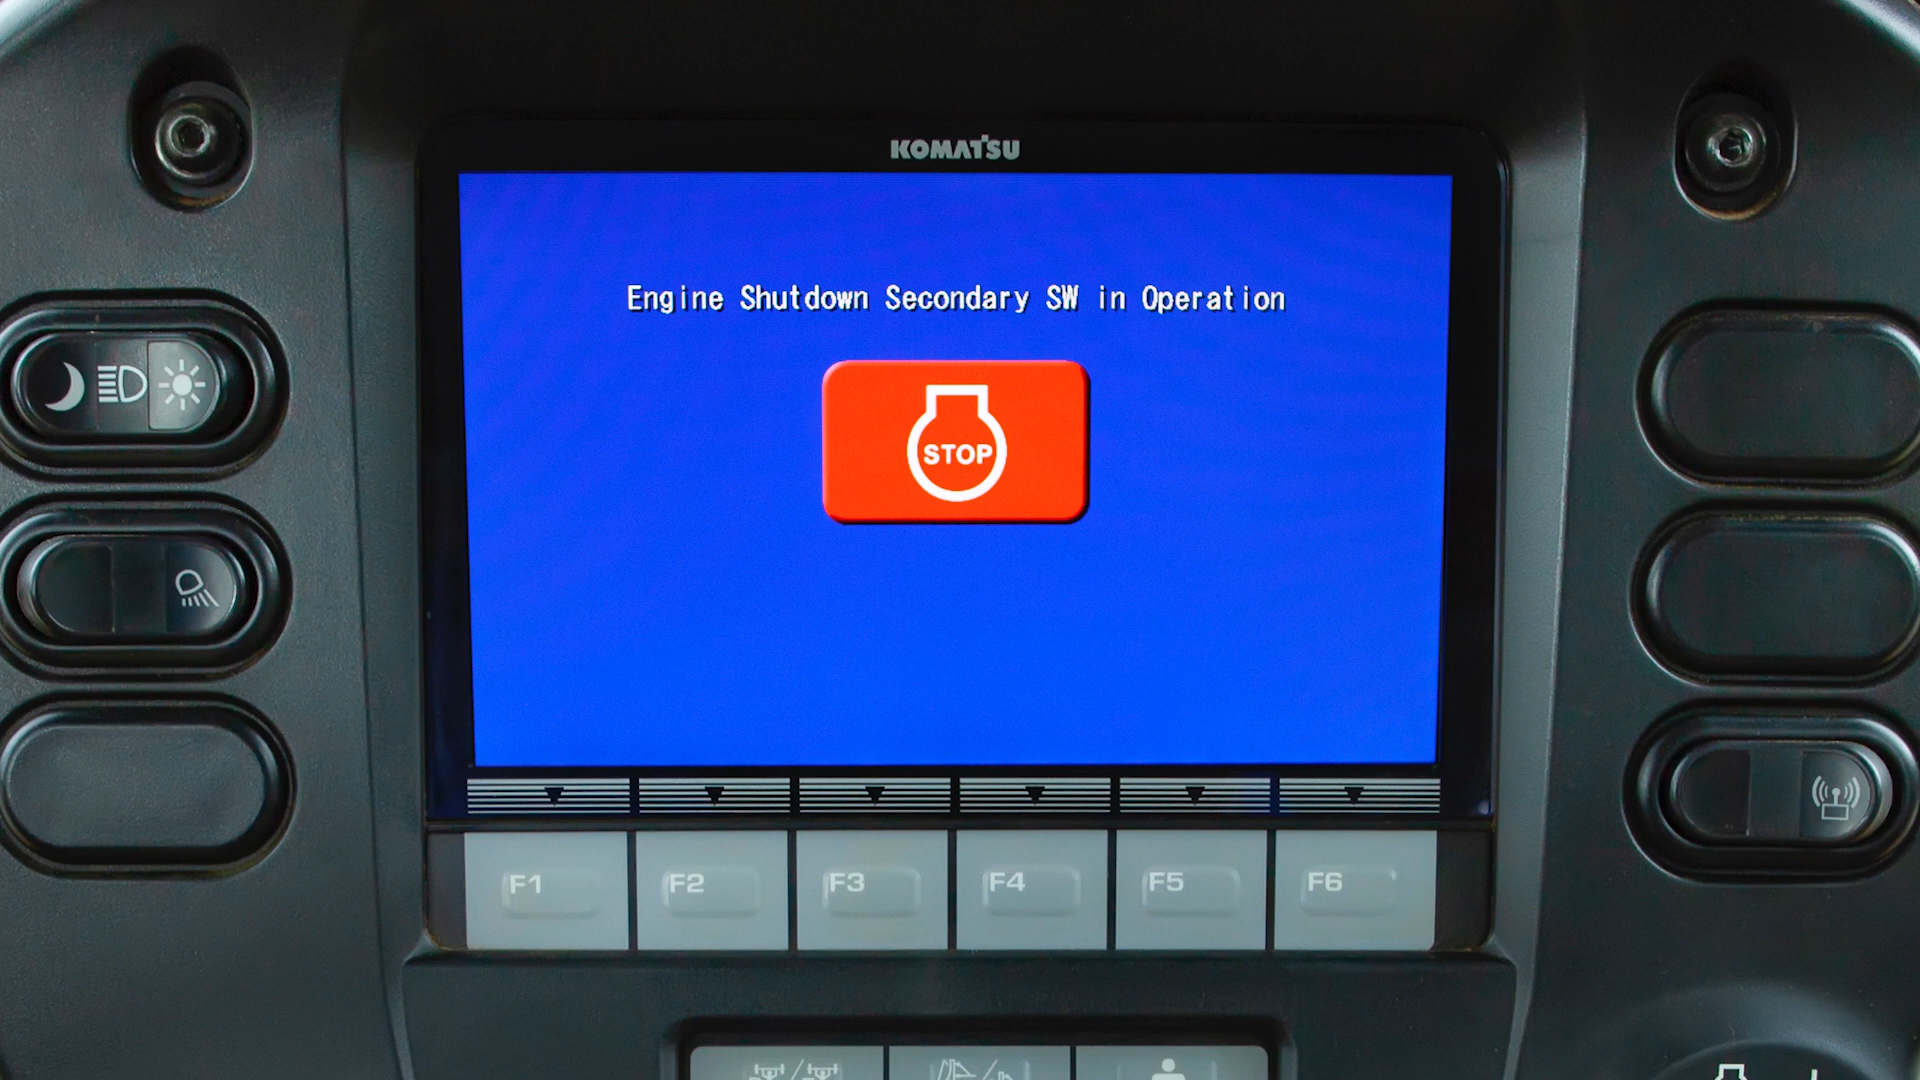 KOMATSU
Engine Shutdown Secondary SW in Operation
STOP
F1 F2 F3 F4 F5 F6